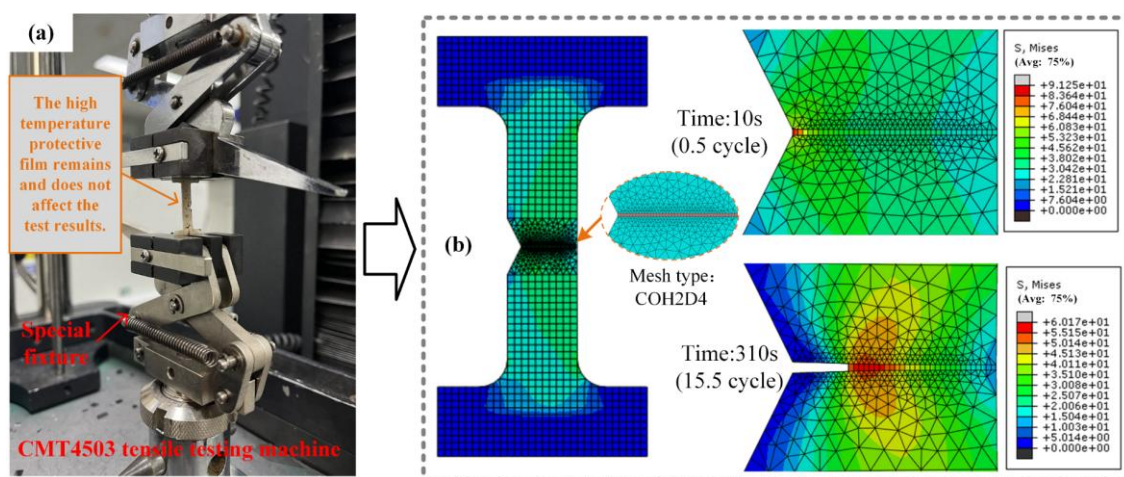 (a)
The high
temperature
protective
film remains
and does not
affect the
test results.
Special
fixture
CMT4503 tensile testing machine
(b)
Mesh type：
COH2D4
Time:10s
(0.5 cycle)
S, Mises
(Avg: 75%)
+9.125e+01
+8.364e+01
+7.604e+01
+6.844e+01
+6.083e+01
+5.323e+01
+4.562e+01
+3.802e+01
+3.042e+01
+2.281e+01
+1.521e+01
+7.604e+00
+0.000e+00
Time:310s
(15.5 cycle)
S, Mises
(Avg: 75%)
+6.017e+01
+5.515e+01
+5.014e+01
+4.513e+01
+4.011e+01
+3.510e+01
+3.008e+01
+2.507e+01
+2.006e+01
+1.504e+01
+1.003e+01
+5.014e+00
+0.000e+00